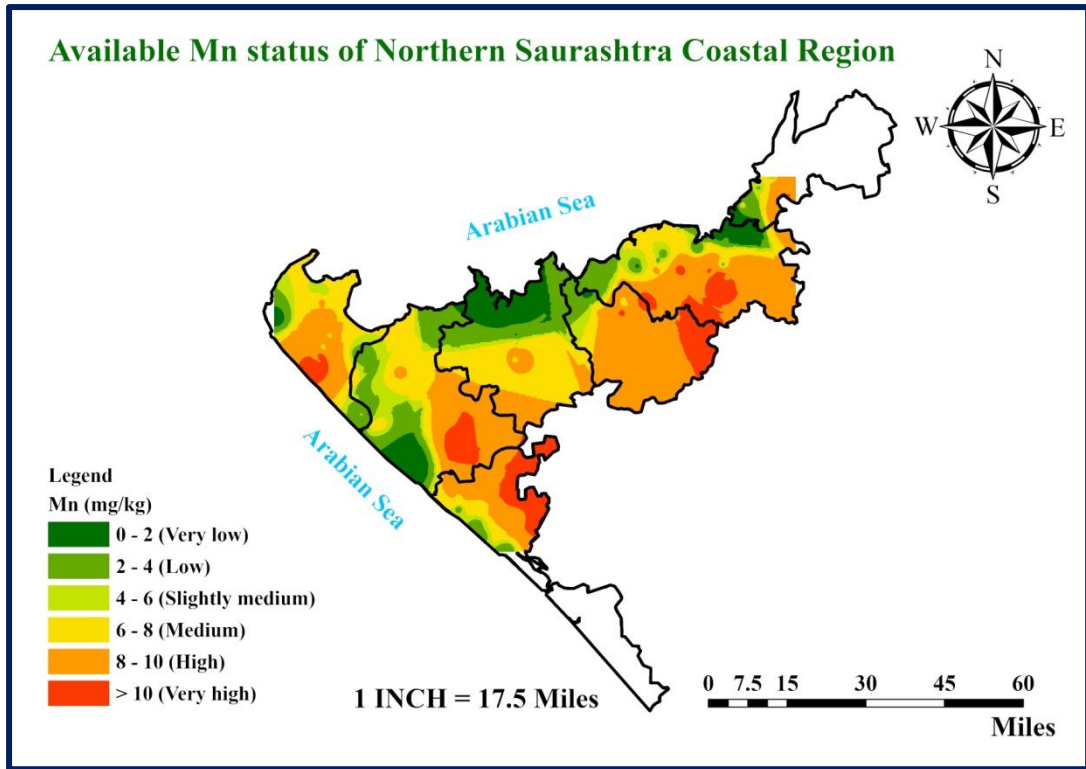 Available Mn status of Northern Saurashtra Coastal Region
N
W
E
S
Arabian Sea
Arabian Sea
Legend
Mn (mg/kg)
0 - 2 (Very low)
2 - 4 (Low)
4 - 6 (Slightly medium)
6 - 8 (Medium)
8 - 10 (High)
> 10 (Very high)
1 INCH = 17.5 Miles
0 7.5 15 30 45 60
Miles